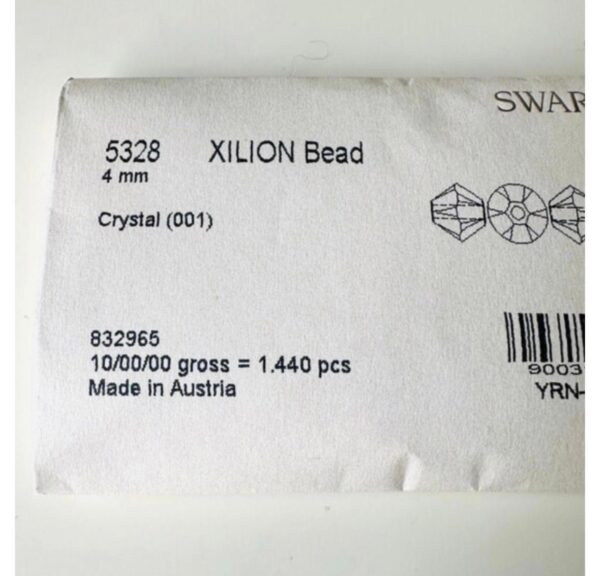 SWAR
5328 XILION Bead
4 mm
Crystal (001)
832965
10/00/00 gross = 1.440 pcs
Made in Austria
9003
YRN-